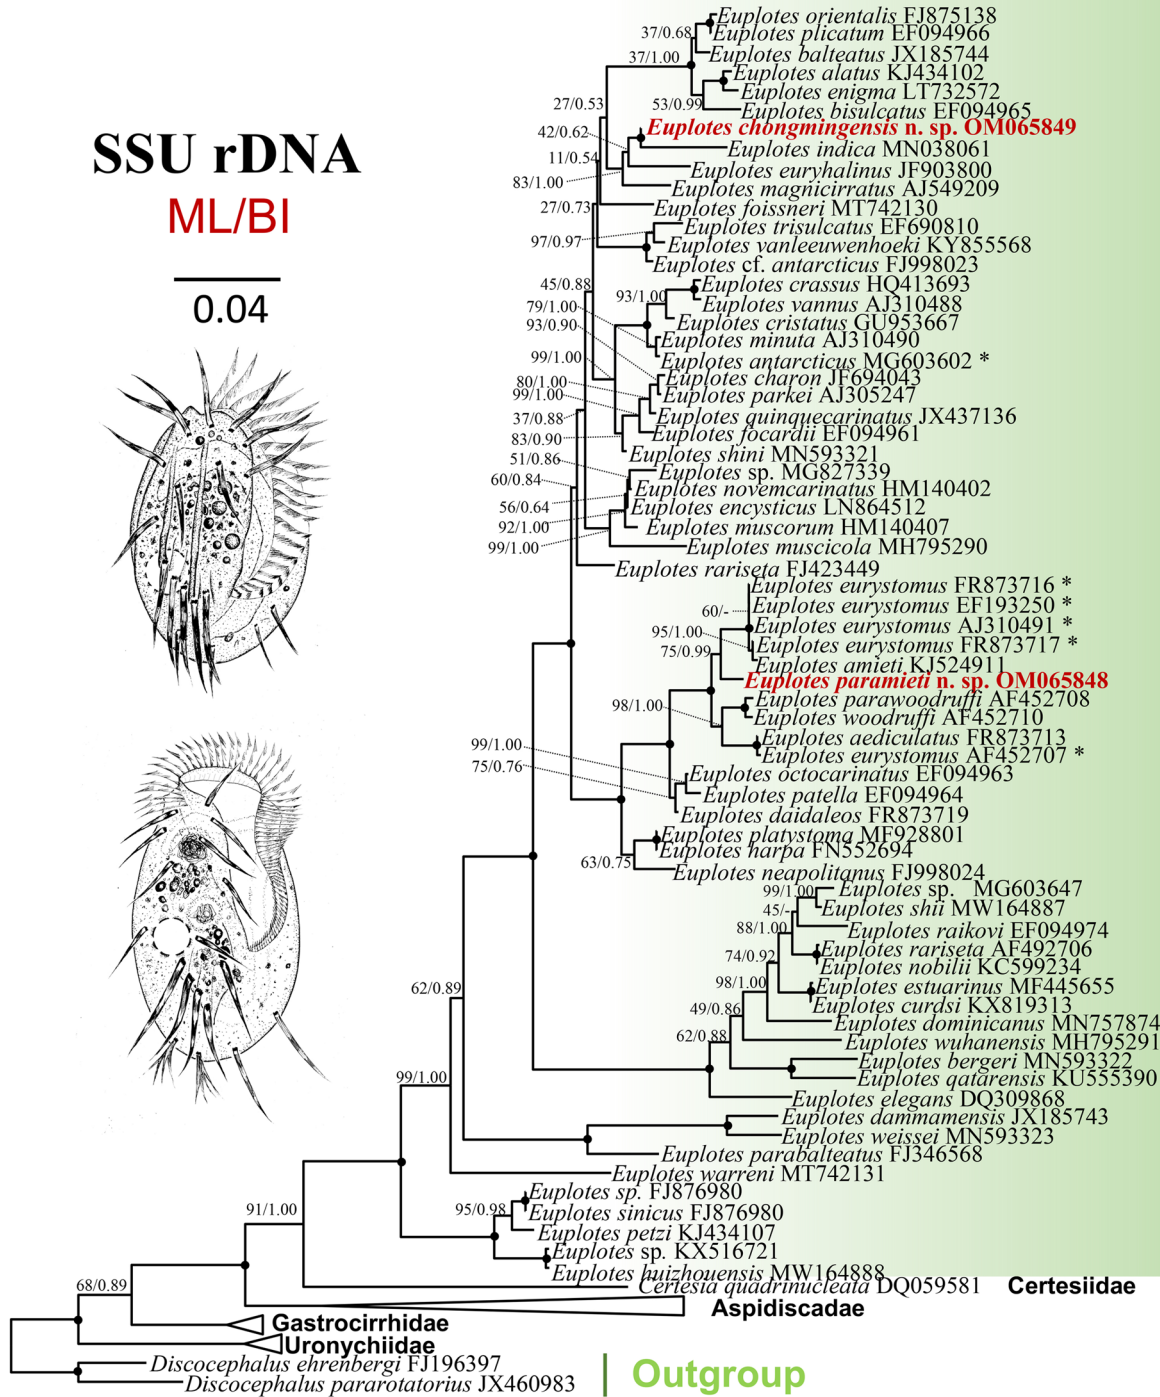 SSU rDNA
ML/BI
0.04
37/0.68
37/1.00
53/0.99
27/0.53
42/0.62
11/0.54
83/1.00
27/0.73
97/0.97
45/0.88
93/1.00
79/1.00
93/0.90
99/1.00
80/1.00
99/1.00
37/0.88
83/0.90
51/0.86
60/0.84
56/0.64
92/1.00
99/1.00
60/-
95/1.00
75/0.99
98/1.00
99/1.00
75/0.76
63/0.75
99/1.00
45/-
88/1.00
74/0.92
98/1.00
49/0.86
62/0.88
62/0.89
99/1.00
95/0.98
91/1.00
68/0.89
Euplotes orientalis FJ875138
Euplotes plicatum EF094966
Euplotes balteatus JX185744
Euplotes alatus KJ434102
Euplotes enigma LT732572
Euplotes bisulcatus EF094965
Euplotes chongmingensis n. sp. OM065849
Euplotes indica MN038061
Euplotes euryhalinus JF903800
Euplotes magnicirratus AJ549209
Euplotes foissneri MT742130
Euplotes trisulcatus EF690810
Euplotes vanleeuwenhoeki KY855568
Euplotes cf. antarcticus FJ998023
Euplotes crassus HQ413693
Euplotes vannus AJ310488
Euplotes cristatus GU953667
Euplotes minuta AJ310490
Euplotes antarcticus MG603602 *
Euplotes charon JF694043
Euplotes parkei AJ305247
Euplotes quinquecarinatus JX437136
Euplotes focardii EF094961
Euplotes shini MN593321
Euplotes sp. MG827339
Euplotes novemcarinatus HM140402
Euplotes encysticus LN864512
Euplotes muscorum HM140407
Euplotes muscicola MH795290
Euplotes rariseta FJ423449
Euplotes eurystomus FR873716 *
Euplotes eurystomus EF193250 *
Euplotes eurystomus AJ310491 *
Euplotes eurystomus FR873717 *
Euplotes amieti KJ524911
Euplotes paramieti n. sp. OM065848
Euplotes parawoodruffi AF452708
Euplotes woodruffi AF452710
Euplotes aediculatus FR873713
Euplotes eurystomus AF452707 *
Euplotes octocarinatus EF094963
Euplotes patella EF094964
Euplotes daidaleos FR873719
Euplotes platystoma MF928801
Euplotes harpa FN552694
Euplotes neapolitanus FJ998024
Euplotes sp. MG603647
Euplotes shii MW164887
Euplotes raikovi EF094974
Euplotes rariseta AF492706
Euplotes nobilii KC599234
Euplotes estuarinus MF445655
Euplotes curdsi KX819313
Euplotes dominicanus MN757874
Euplotes wuhanensis MH795291
Euplotes bergeri MN593322
Euplotes qatarensis KU555390
Euplotes elegans DQ309868
Euplotes dammamensis JX185743
Euplotes weissei MN593323
Euplotes parabalteatus FJ346568
Euplotes warreni MT742131
Euplotes sp. FJ876980
Euplotes sinicus FJ876980
Euplotes petzi KJ434107
Euplotes sp. KX516721
Euplotes huizhouensis MW164888
Certesia quadrinucleata DQ059581 Certesiidae
Aspidiscadae
Gastrocirrhidae
Uronychiidae
Discocephalus ehrenbergi FJ196397
Discocephalus pararotatorius JX460983
Outgroup